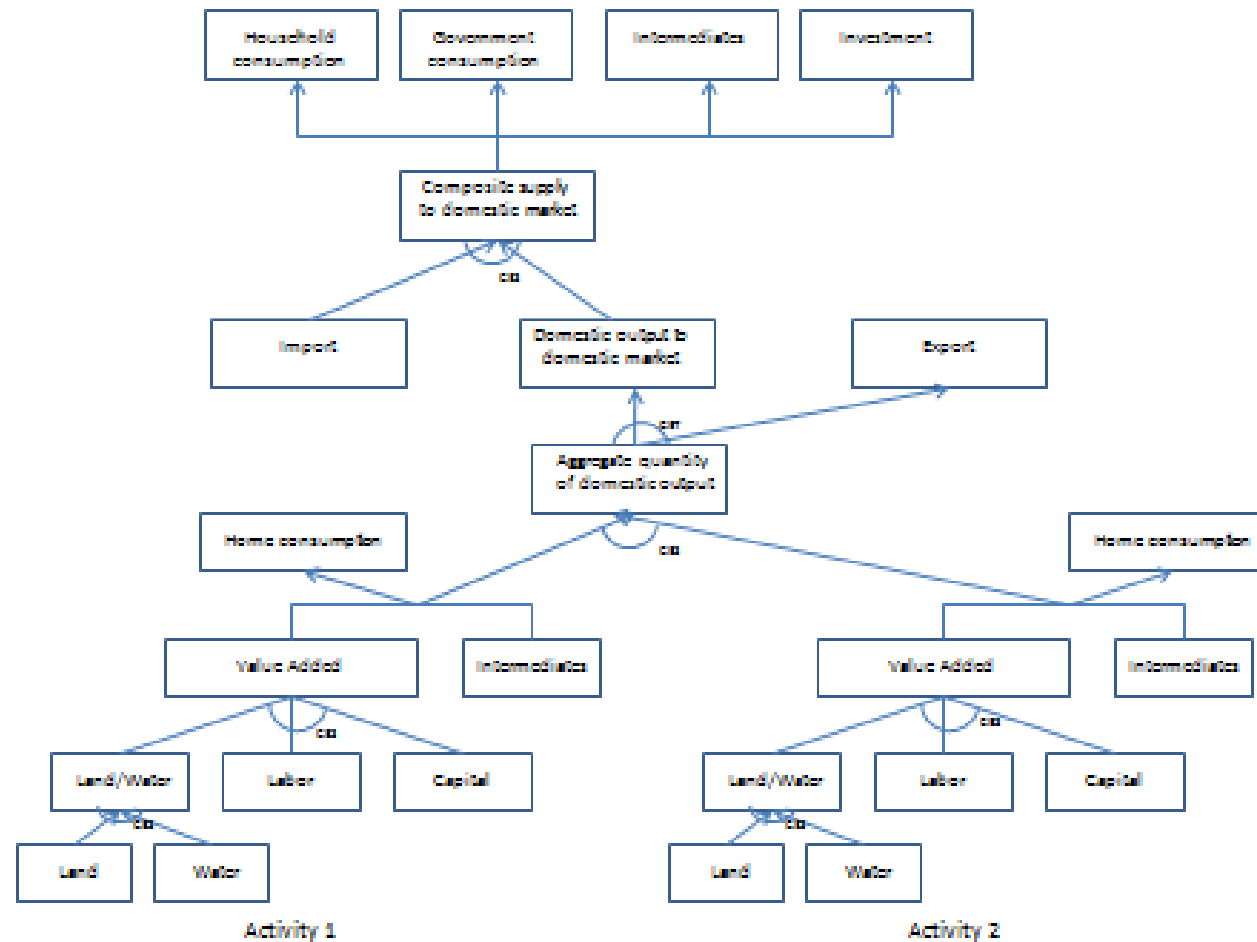 Household
consumption
Government
consumption
Intermediates
Investment
Composite supply
to domestic market
CES
Import
Domestic output to
domestic market
Export
CET
Aggregate quantity
of domestic output
CES
Home consumption
Home consumption
Value Added
Intermediates
Value Added
Intermediates
CES
CES
Land/Water
Labor
Capital
Land/Water
Labor
Capital
CES
CES
Land
Water
Land
Water
Activity 1
Activity 2